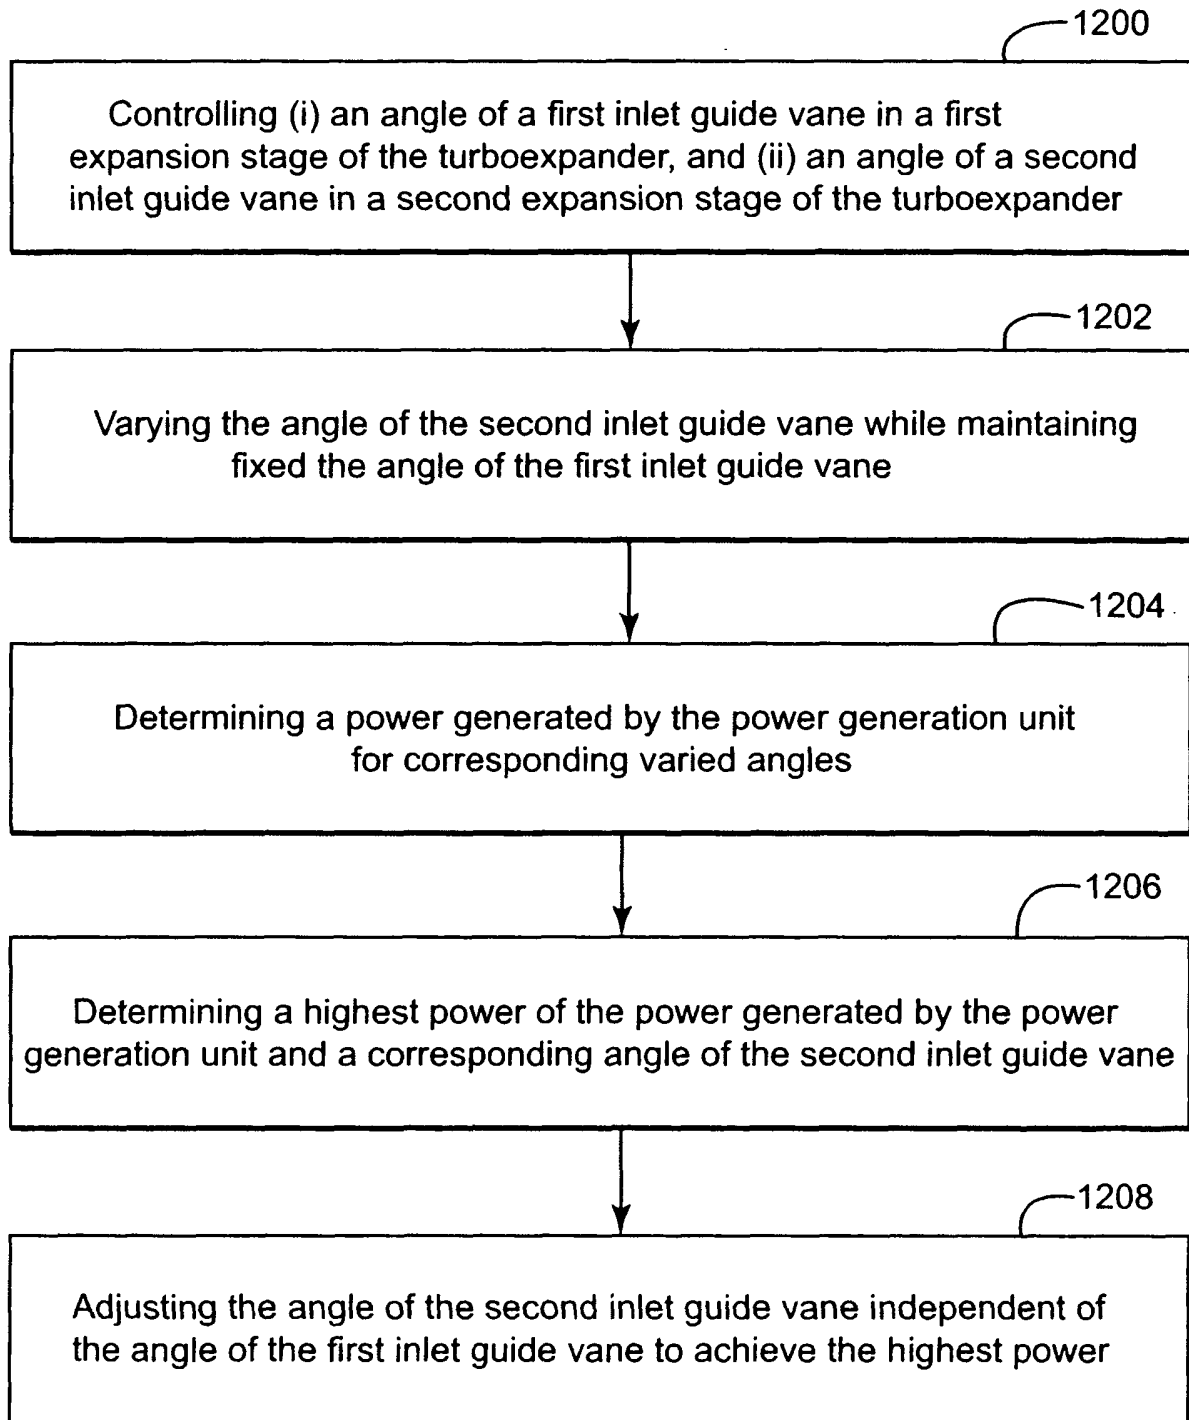 1200
Controlling (i) an angle of a first inlet guide vane in a first
expansion stage of the turboexpander, and (ii) an angle of a second
inlet guide vane in a second expansion stage of the turboexpander
1202
Varying the angle of the second inlet guide vane while maintaining
fixed the angle of the first inlet guide vane
1204
Determining a power generated by the power generation unit
for corresponding varied angles
1206
Determining a highest power of the power generated by the power
generation unit and a corresponding angle of the second inlet guide vane
1208
Adjusting the angle of the second inlet guide vane independent of
the angle of the first inlet guide vane to achieve the highest power